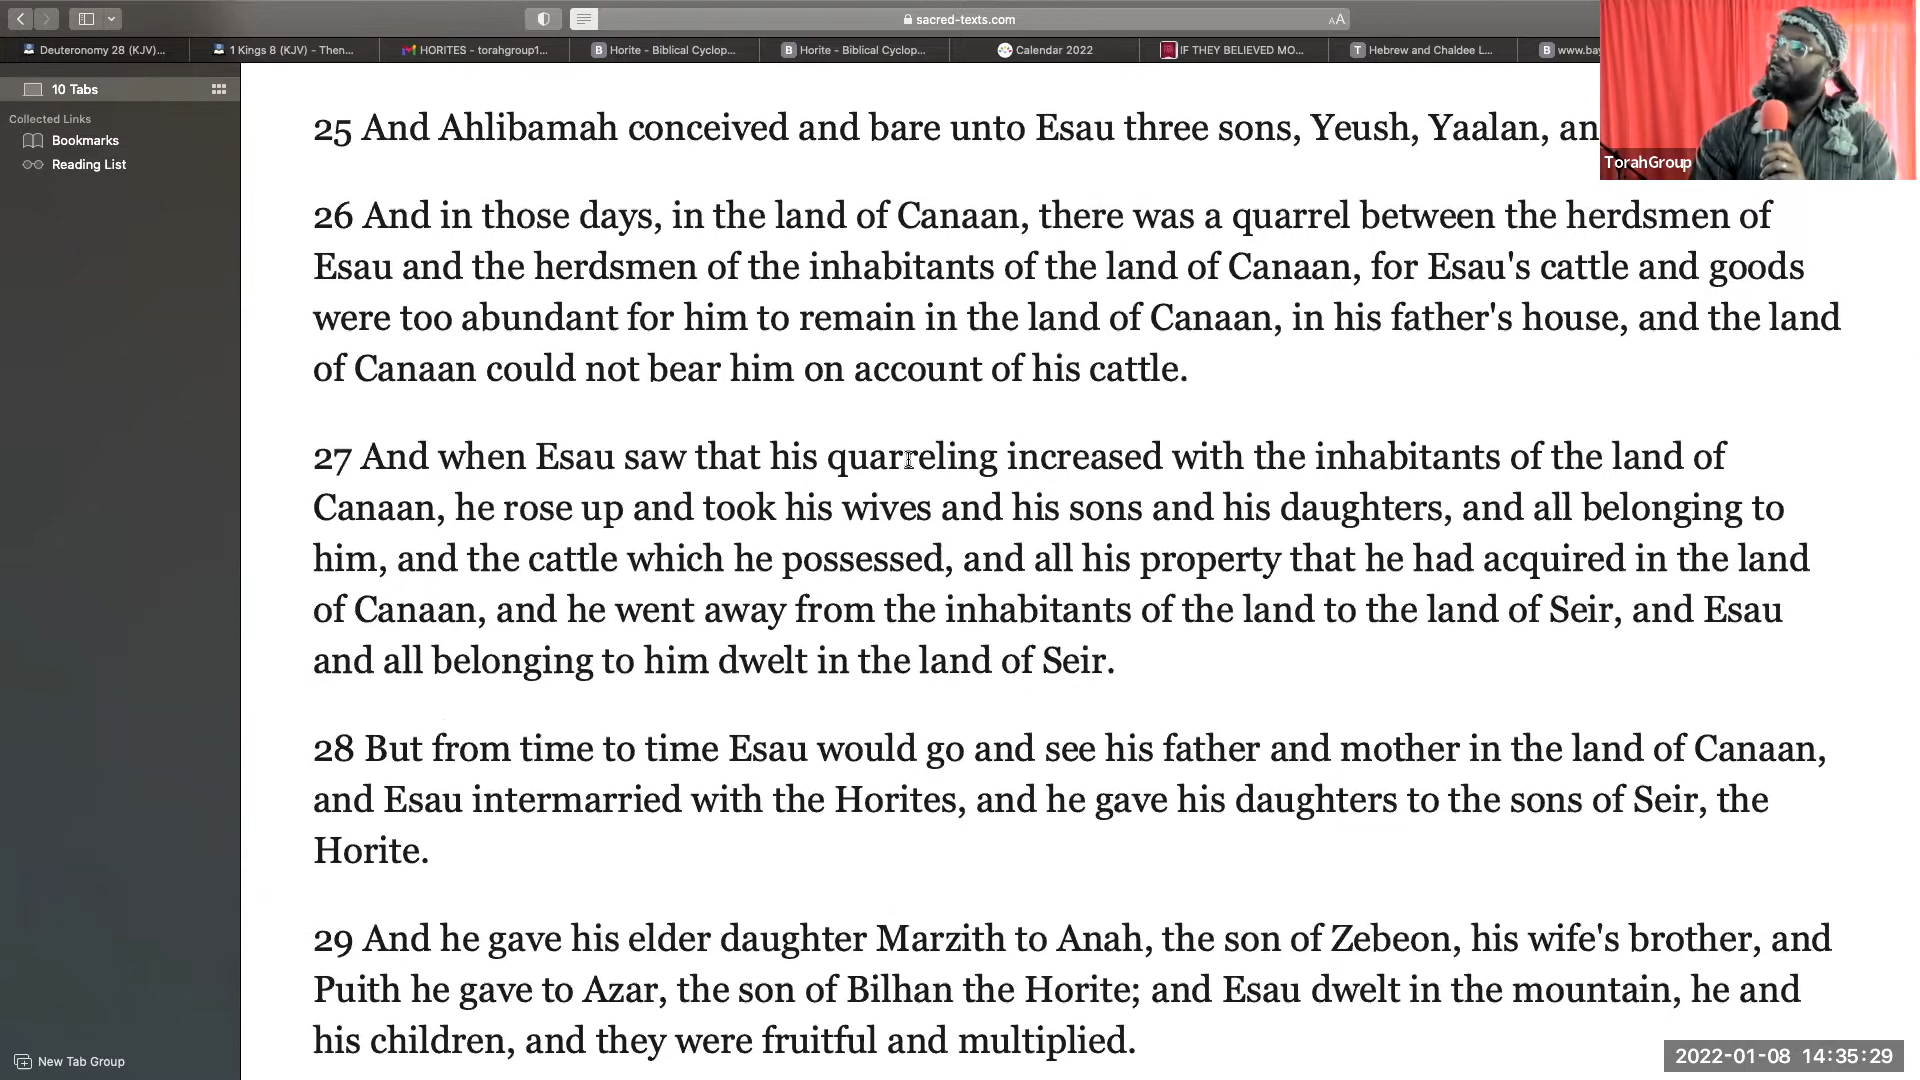 sacred-texts.com
AA
Deuteronomy 28 (KJV)...
1 Kings 8 (KJV) – Then...
HORITES - torahgroup1...
B Horite - Biblical Cyclop...
B Horite - Biblical Cyclop...
Calendar 2022
IF THEY BELIEVED MO...
T Hebrew and Chaldee L...
B www.ba
10 Tabs
Collected Links
Bookmarks
Reading List
TorahGroup
25 And Ahlibamah conceived and bare unto Esau three sons, Yeush, Yaalan, an
26 And in those days, in the land of Canaan, there was a quarrel between the herdsmen of
Esau and the herdsmen of the inhabitants of the land of Canaan, for Esau's cattle and goods
were too abundant for him to remain in the land of Canaan, in his father's house, and the land
of Canaan could not bear him on account of his cattle.
27 And when Esau saw that his quarreling increased with the inhabitants of the land of
Canaan, he rose up and took his wives and his sons and his daughters, and all belonging to
him, and the cattle which he possessed, and all his property that he had acquired in the land
of Canaan, and he went away from the inhabitants of the land to the land of Seir, and Esau
and all belonging to him dwelt in the land of Seir.
28 But from time to time Esau would go and see his father and mother in the land of Canaan,
and Esau intermarried with the Horites, and he gave his daughters to the sons of Seir, the
Horite.
29 And he gave his elder daughter Marzith to Anah, the son of Zebeon, his wife's brother, and
Puith he gave to Azar, the son of Bilhan the Horite; and Esau dwelt in the mountain, he and
his children, and they were fruitful and multiplied.
New Tab Group
2022-01-08 14:35:29